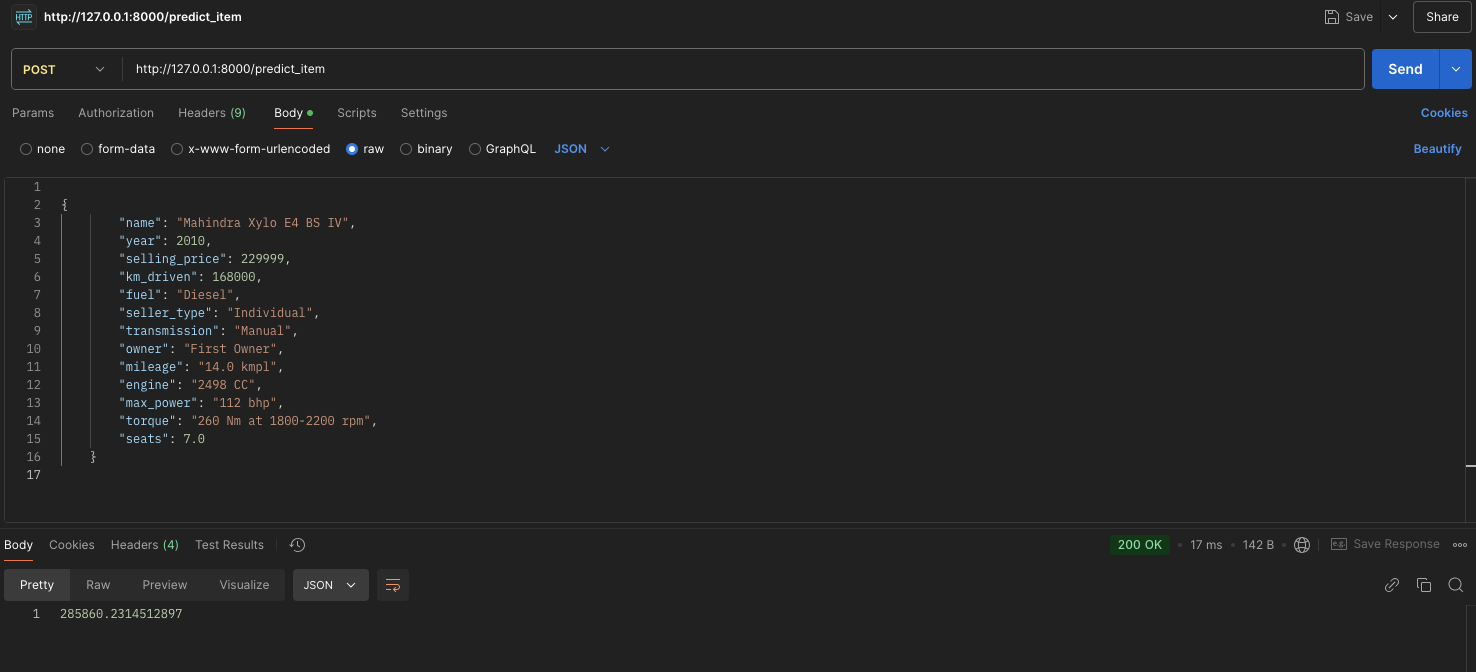 HTTP http://127.0.0.1:8000/predict_item Save Share
POST http://127.0.0.1:8000/predict_item Send
Params Authorization Headers (9) Body Scripts Settings Cookies
none form-data x-www-form-urlencoded raw binary GraphQL JSON Beautify
1
2 {
3 "name": "Mahindra Xylo E4 BS IV",
4 "year": 2010,
5 "selling_price": 229999,
6 "km_driven": 168000,
7 "fuel": "Diesel",
8 "seller_type": "Individual",
9 "transmission": "Manual",
10 "owner": "First Owner",
11 "mileage": "14.0 kmpl",
12 "engine": "2498 CC",
13 "max_power": "112 bhp",
14 "torque": "260 Nm at 1800-2200 rpm",
15 "seats": 7.0
16 }
17
Body Cookies Headers (4) Test Results 200 OK • 17 ms • 142 B • e.g. Save Response
Pretty Raw Preview Visualize JSON
1 285860.2314512897